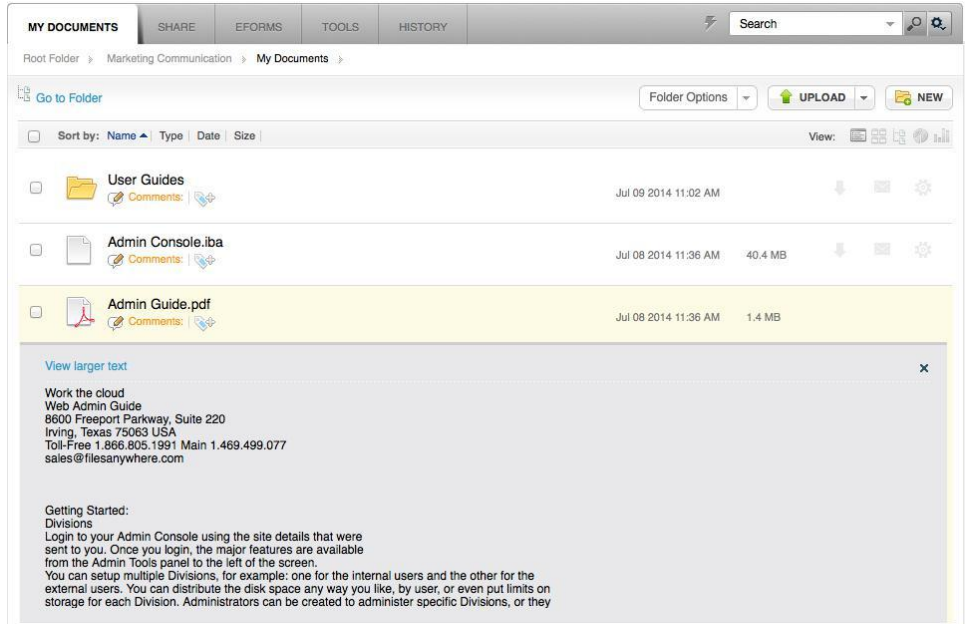 MY DOCUMENTS SHARE EFORMS TOOLS HISTORY Search
Root Folder > Marketing Communication > My Documents >
Go to Folder Folder Options UPLOAD NEW
Sort by: Name Type Date Size View:
User Guides
Comments: Jul 09 2014 11:02 AM
Admin Console.iba
Comments: Jul 08 2014 11:36 AM 40.4 MB
Admin Guide.pdf
Comments: Jul 08 2014 11:36 AM 1.4 MB
View larger text
Work the cloud
Web Admin Guide
8600 Freeport Parkway, Suite 220
Irving, Texas 75063 USA
Toll-Free 1.866.805.1991 Main 1.469.499.077
sales@filesanywhere.com
Getting Started:
Divisions
Login to your Admin Console using the site details that were
sent to you. Once you login, the major features are available
from the Admin Tools panel to the left of the screen.
You can setup multiple Divisions, for example: one for the internal users and the other for the
external users. You can distribute the disk space any way you like, by user, or even put limits on
storage for each Division. Administrators can be created to administer specific Divisions, or they